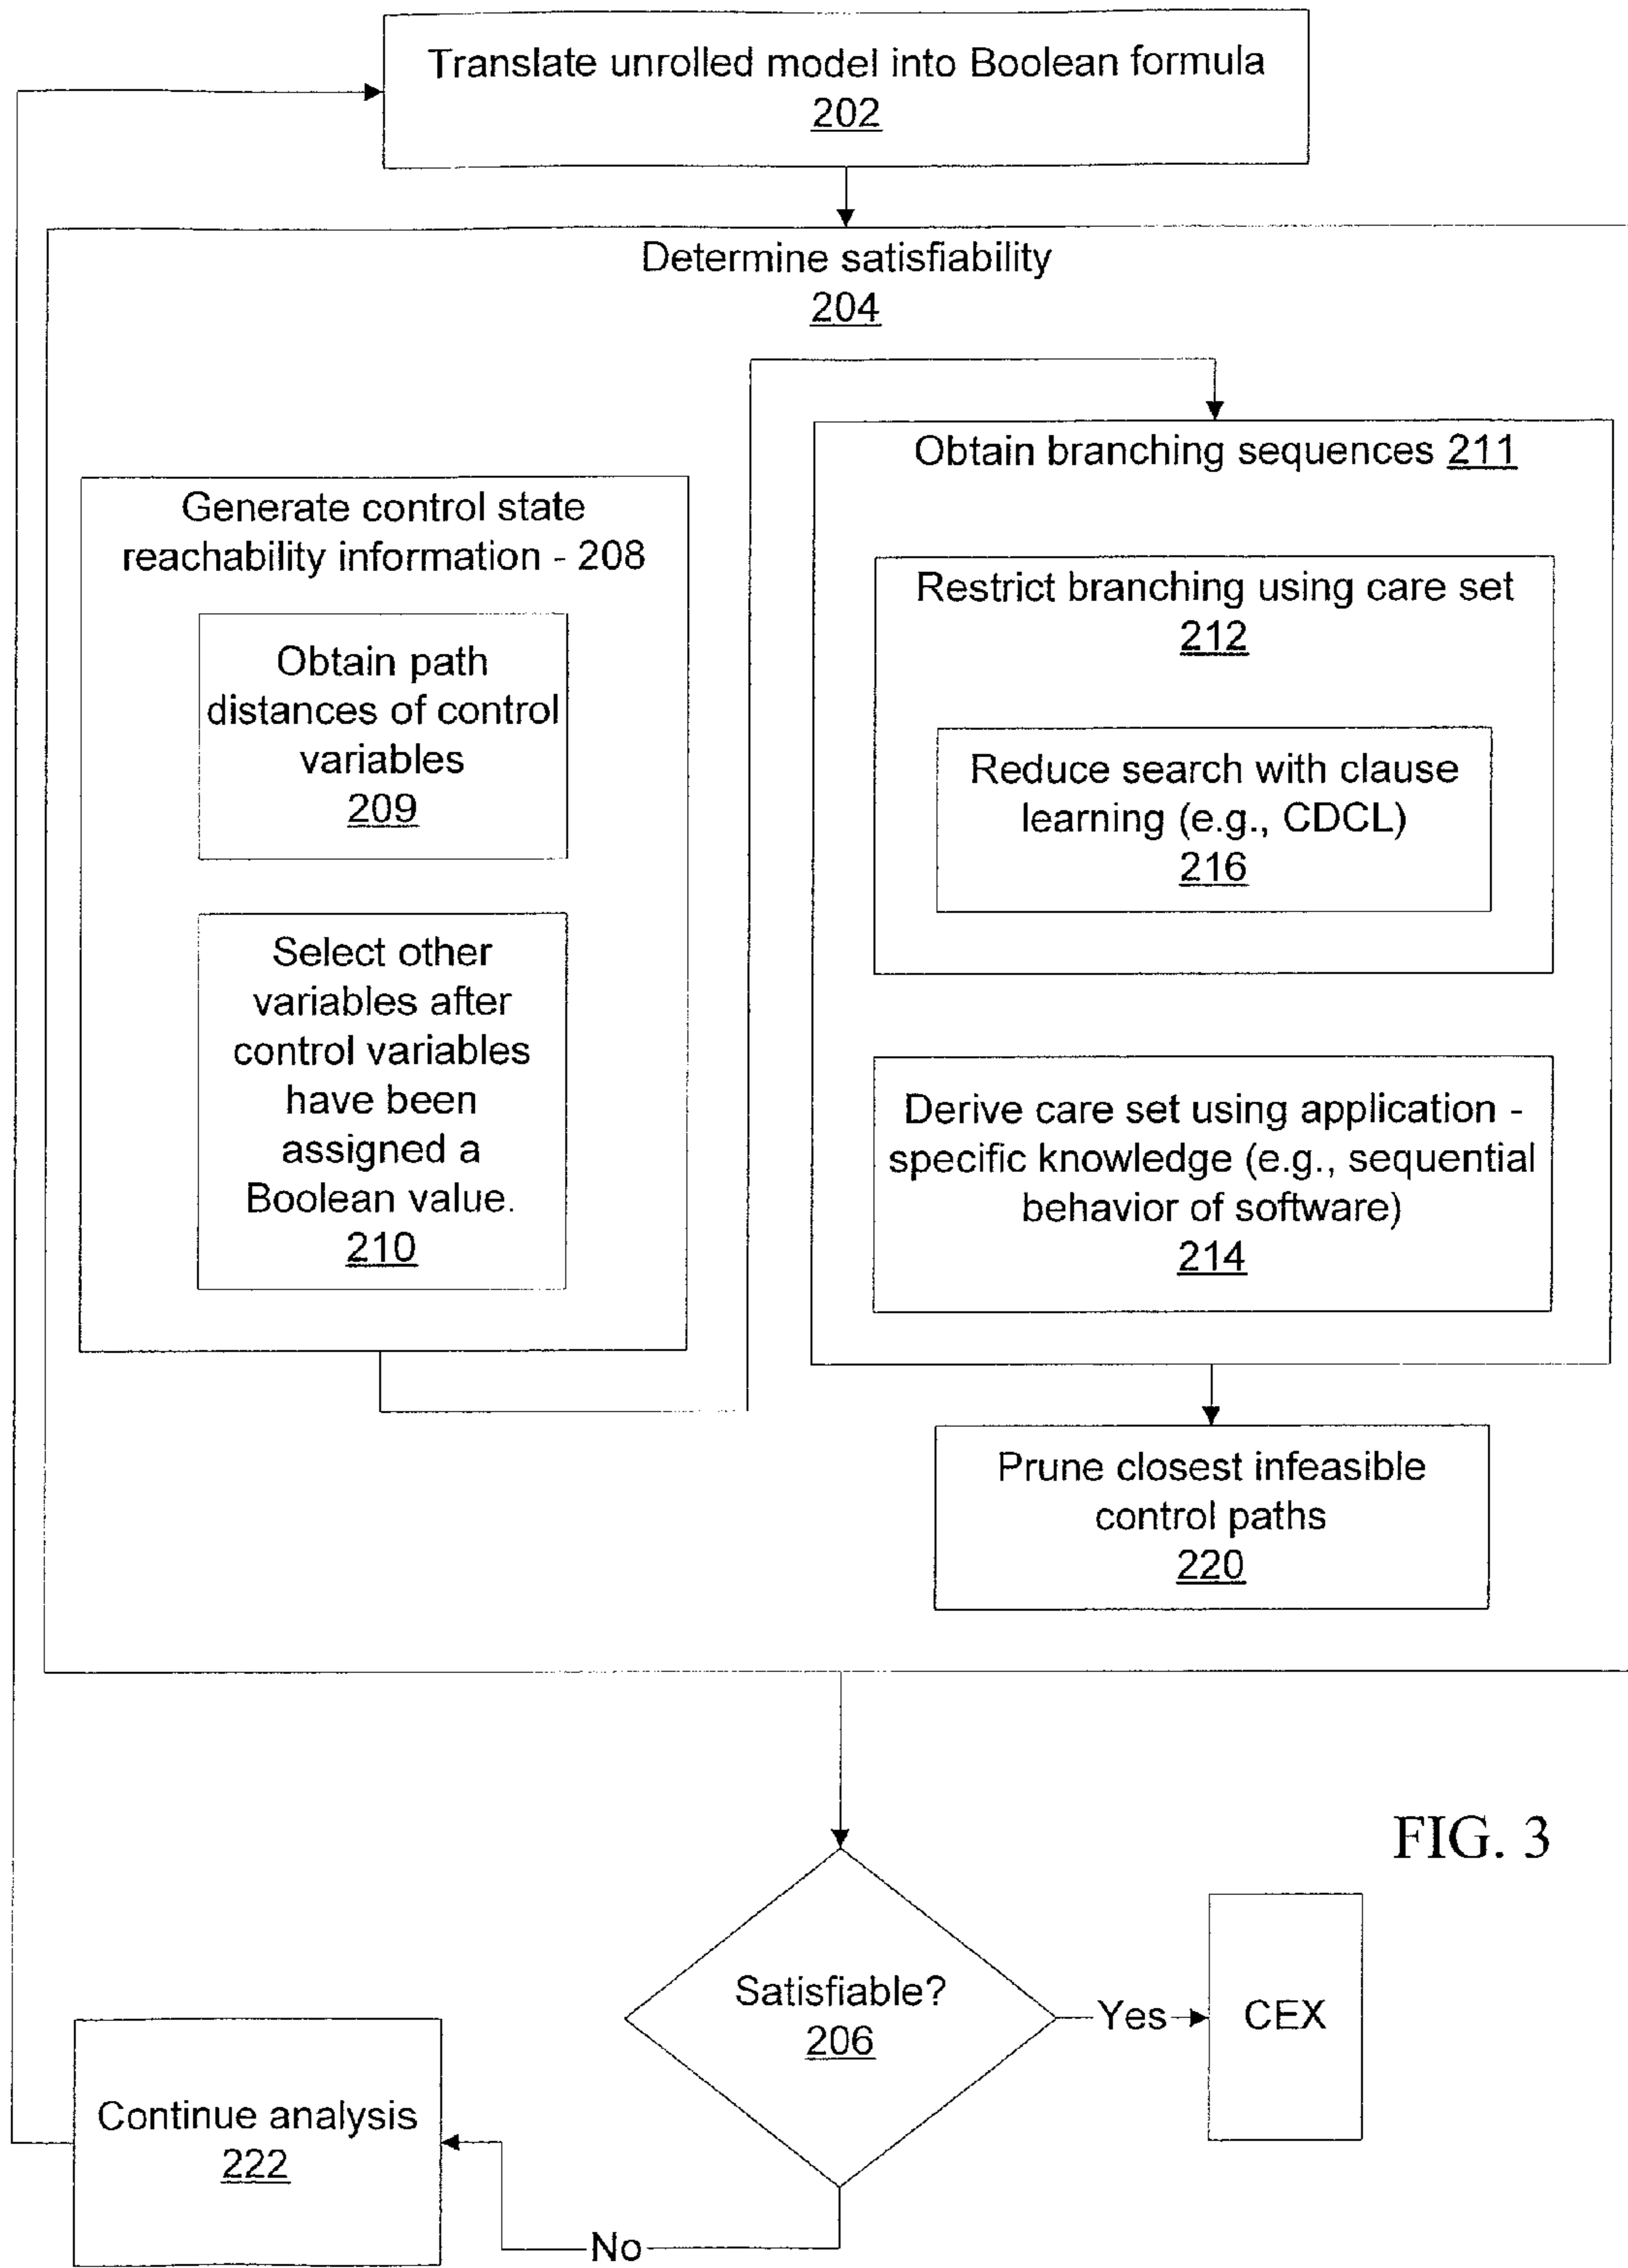 Translate unrolled model into Boolean formula
202
Determine satisfiability
204
Generate control state
reachability information - 208
Obtain path
distances of control
variables
209
Select other
variables after
control variables
have been
assigned a
Boolean value.
210
Obtain branching sequences 211
Restrict branching using care set
212
Reduce search with clause
learning (e.g., CDCL)
216
Derive care set using application -
specific knowledge (e.g., sequential
behavior of software)
214
Prune closest infeasible
control paths
220
FIG. 3
Satisfiable?
206
Yes
CEX
Continue analysis
222
No